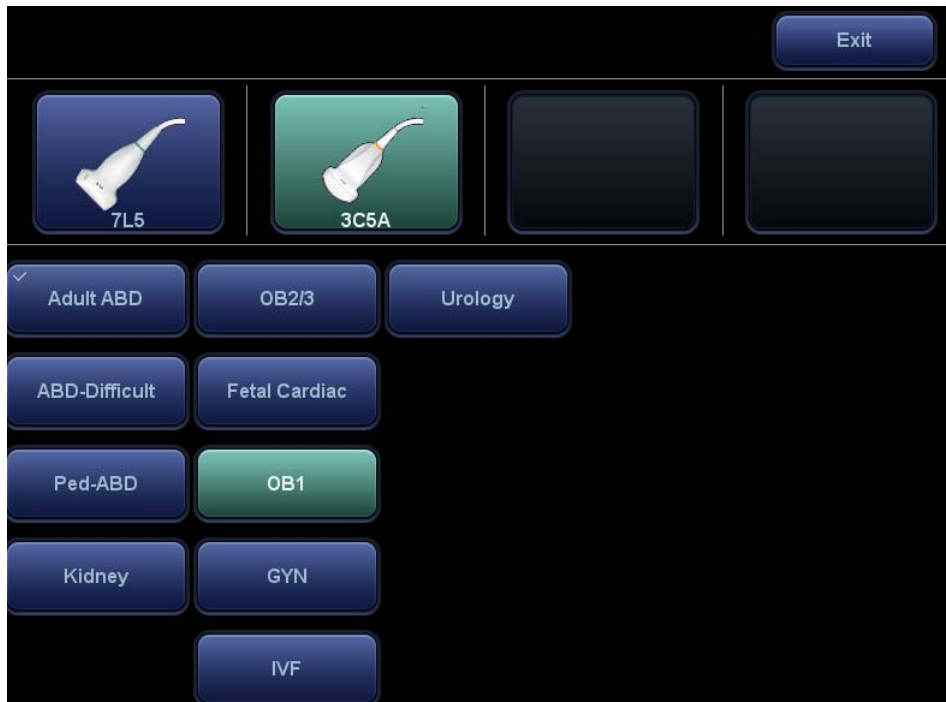 Exit
7L5
3C5A
Adult ABD
OB2/3
Urology
ABD-Difficult
Fetal Cardiac
Ped-ABD
OB1
Kidney
GYN
IVF